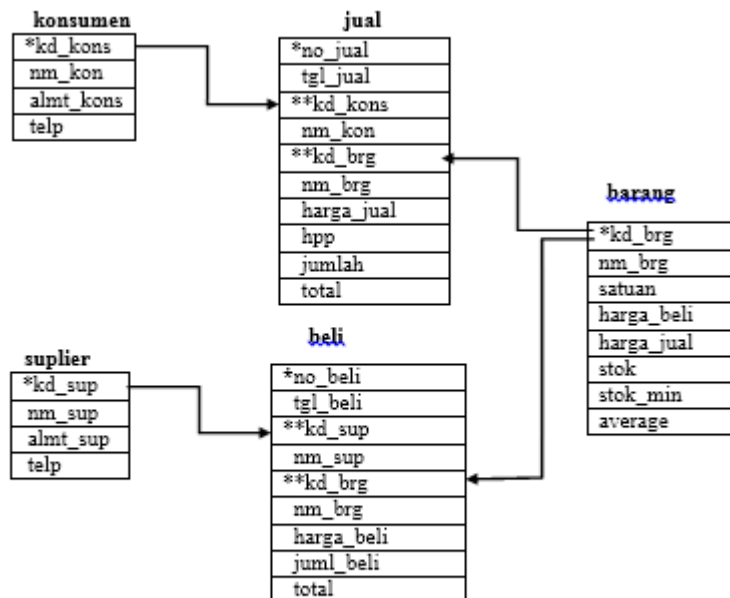 konsumen
*kd_kons
nm_kon
almt_kons
telp
jual
*no_jual
tgl_jual
**kd_kons
nm_kon
**kd_brg
nm_brg
harga_jual
hpp
jumlah
total
barang
*kd_brg
nm_brg
satuan
harga_beli
harga_jual
stok
stok_min
average
suplier
*kd_sup
nm_sup
almt_sup
telp
beli
*no_beli
tgl_beli
**kd_sup
nm_sup
**kd_brg
nm_brg
harga_beli
juml_beli
total